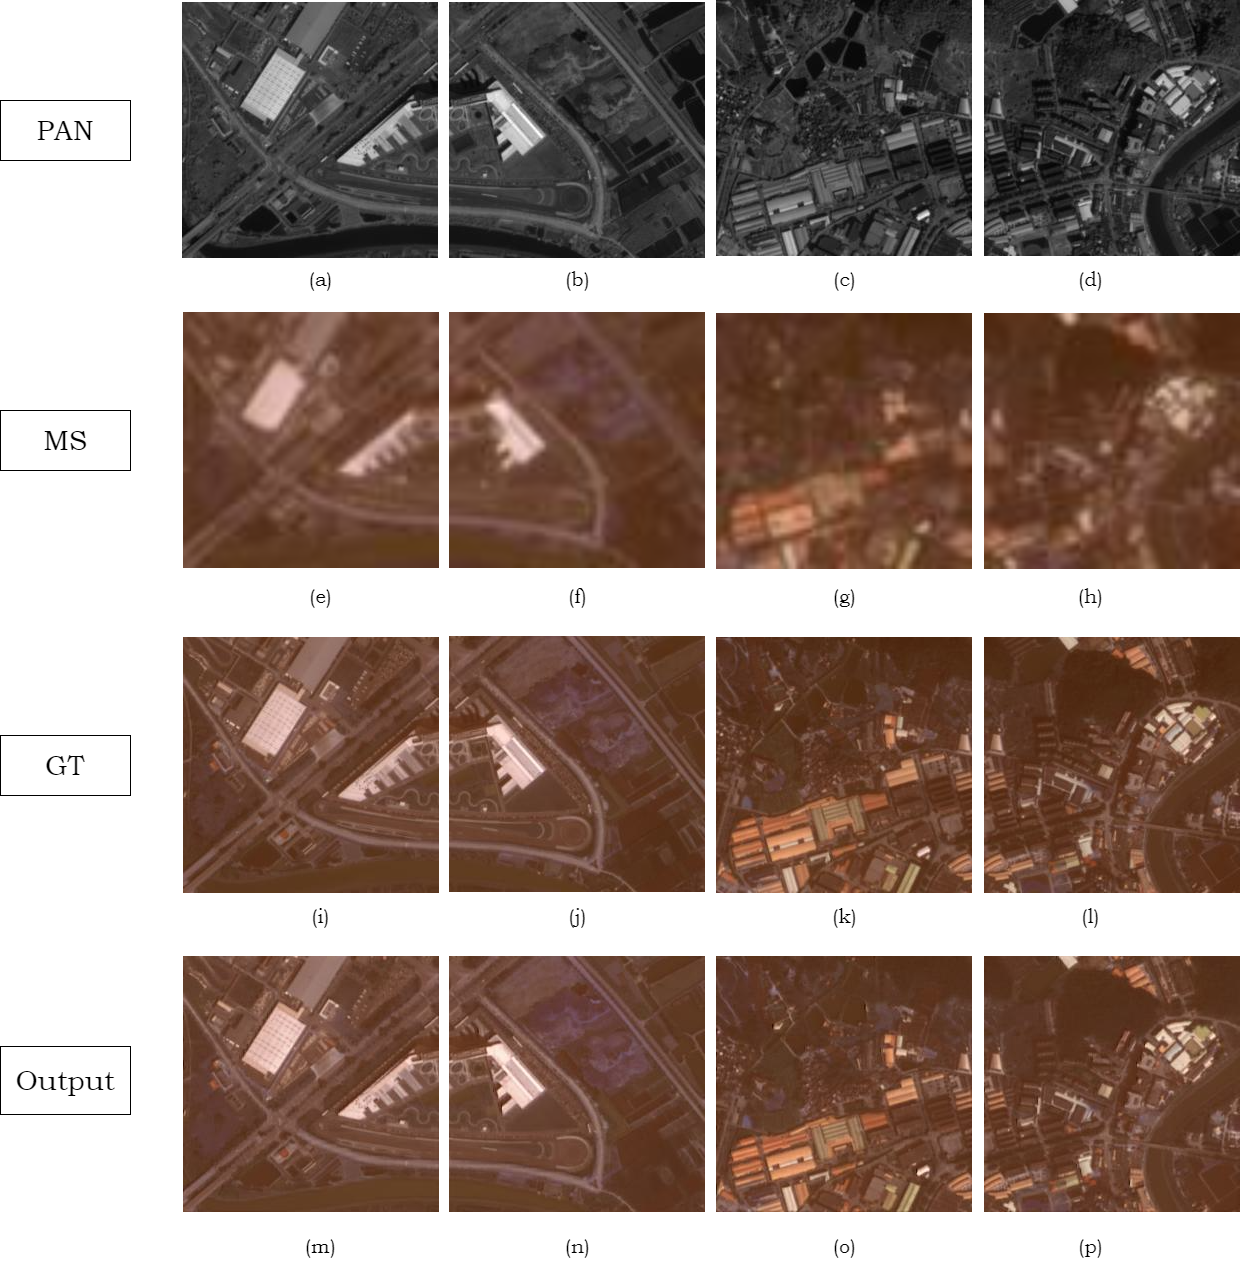 PAN
(a) (b) (c) (d)
MS
(e) (f) (g) (h)
GT
(i) (j) (k) (l)
Output
(m) (n) (o) (p)